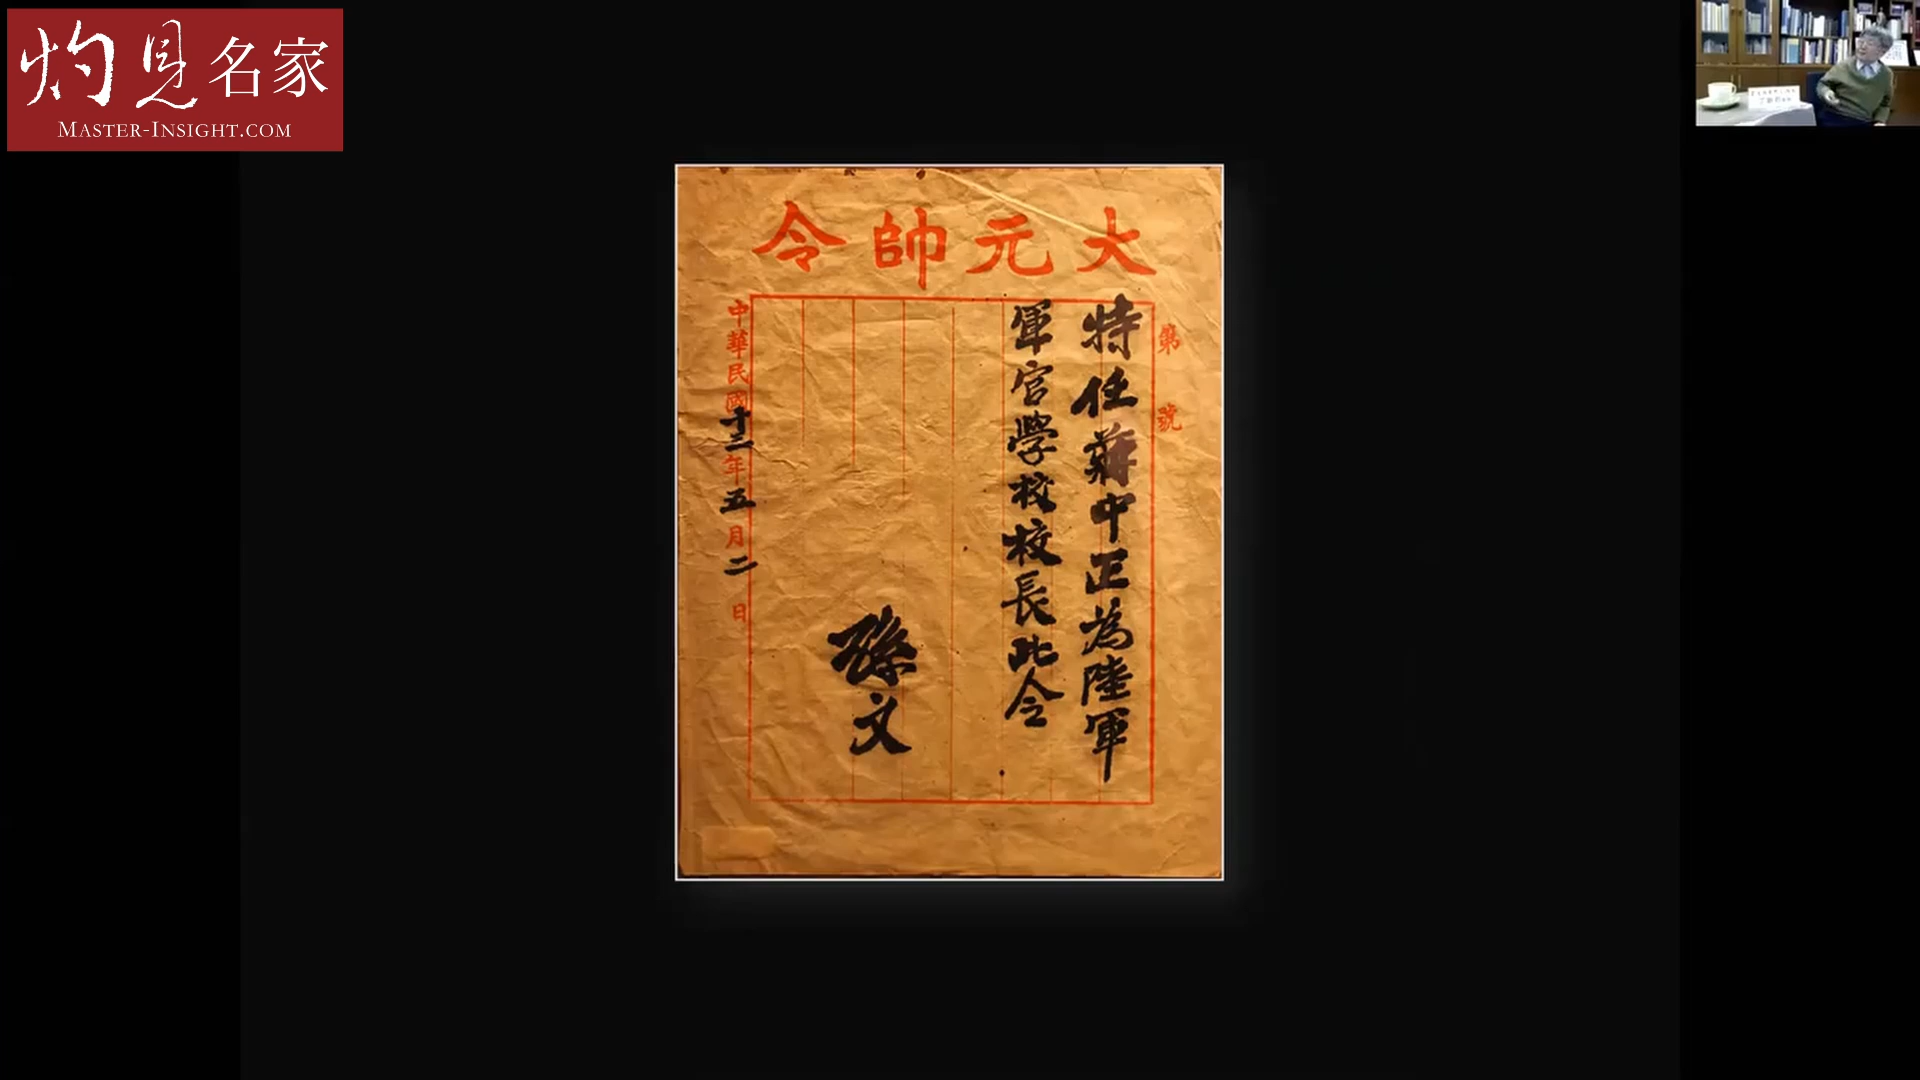 灼見名家
MASTER-INSIGHT.COM
大元帥令
第 號
特任蔣中正為陸軍
軍官學校校長此令
孫文
中華民國十三年五月二日